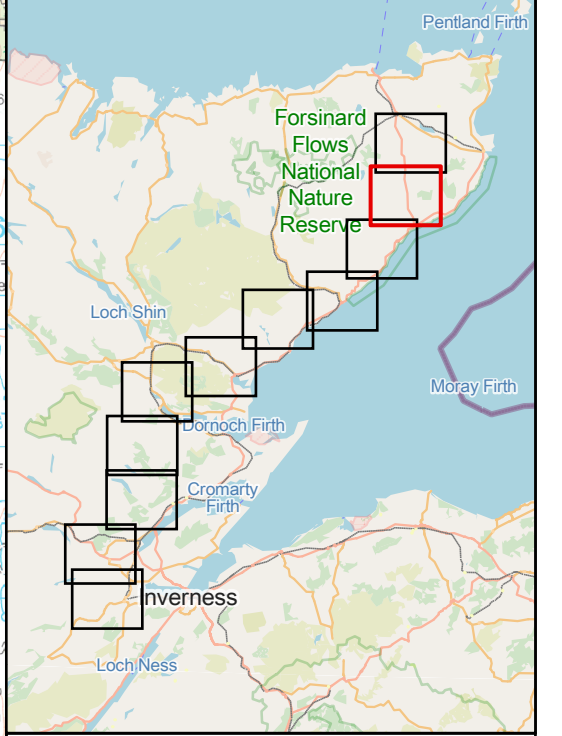 Pentland Firth
Forsinard
Flows
National
Nature
Reserve
Loch Shin
Moray Firth
Dornoch Firth
Cromarty
Firth
Inverness
Loch Ness